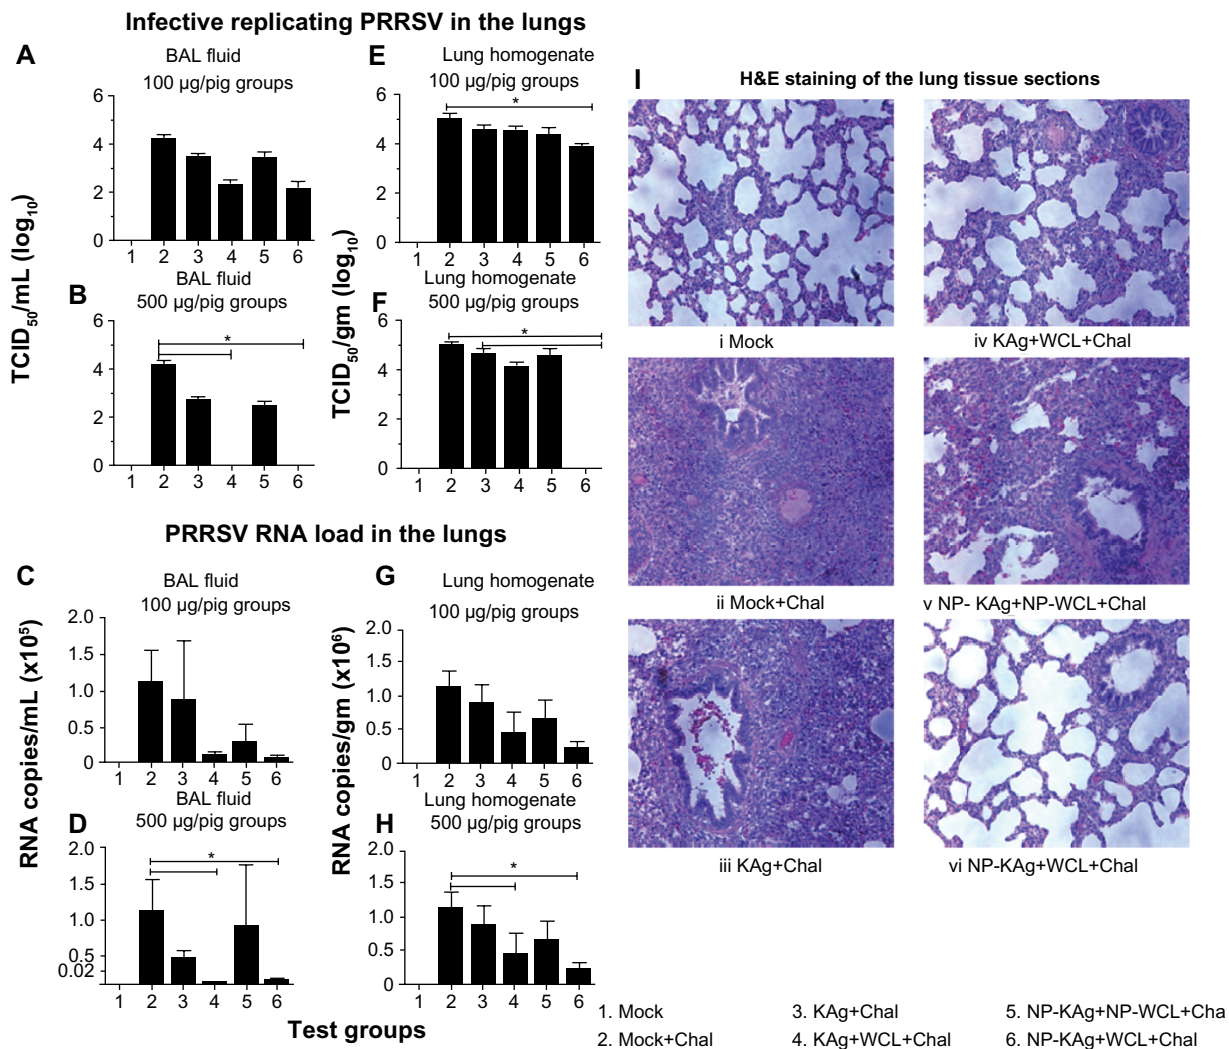 Infective replicating PRRSV in the lungs
A
BAL fluid
100 µg/pig groups
6
4
2
0
1 2 3 4 5 6
TCID50/mL (log10)
B
BAL fluid
500 µg/pig groups
6
4
2
0
*
1 2 3 4 5 6
E
Lung homogenate
100 µg/pig groups
6
4
2
0
*
1 2 3 4 5 6
TCID50/gm (log10)
F
Lung homogenate
500 µg/pig groups
6
4
2
0
*
1 2 3 4 5 6
PRRSV RNA load in the lungs
C
BAL fluid
100 µg/pig groups
2.0
1.5
1.0
0.5
0
1 2 3 4 5 6
RNA copies/mL (x10⁵)
D
BAL fluid
500 µg/pig groups
2.0
1.5
1.0
0.5
0.02
*
1 2 3 4 5 6
G
Lung homogenate
100 µg/pig groups
2.0
1.5
1.0
0.5
0
1 2 3 4 5 6
RNA copies/gm (x10⁶)
H
Lung homogenate
500 µg/pig groups
2.0
1.5
1.0
0.5
0
*
1 2 3 4 5 6
Test groups
I
H&E staining of the lung tissue sections
i Mock
iv KAg+WCL+Chal
ii Mock+Chal
v NP- KAg+NP-WCL+Chal
iii KAg+Chal
vi NP-KAg+WCL+Chal
1. Mock
3. KAg+Chal
5. NP-KAg+NP-WCL+Cha
2. Mock+Chal
4. KAg+WCL+Chal
6. NP-KAg+WCL+Chal